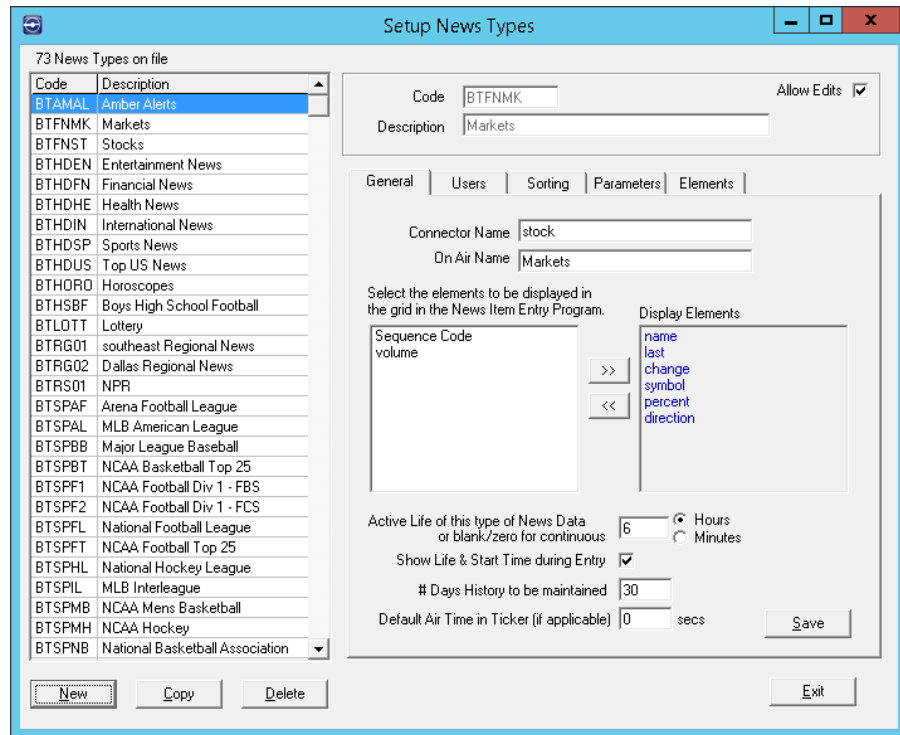 Setup News Types
73 News Types on file
Code Description
BTAMAL Amber Alerts
BTFNMK Markets
BTFNST Stocks
BTHDEN Entertainment News
BTHDFN Financial News
BTHDHE Health News
BTHDIN International News
BTHDSP Sports News
BTHDUS Top US News
BTHORO Horoscopes
BTHSBF Boys High School Football
BTLOTT Lottery
BTRG01 southeast Regional News
BTRG02 Dallas Regional News
BTRS01 NPR
BTSPAF Arena Football League
BTSPAL MLB American League
BTSPBB Major League Baseball
BTSPBT NCAA Basketball Top 25
BTSPF1 NCAA Football Div 1 - FBS
BTSPF2 NCAA Football Div 1 - FCS
BTSPFL National Football League
BTSPFT NCAA Football Top 25
BTSPHL National Hockey League
BTSPIL MLB Interleague
BTSPMB NCAA Mens Basketball
BTSPMH NCAA Hockey
BTSPNB National Basketball Association
New Copy Delete
Code BTFNMK
Allow Edits
Description Markets
General Users Sorting Parameters Elements
Connector Name stock
On Air Name Markets
Select the elements to be displayed in
the grid in the News Item Entry Program.
Sequence Code
volume
>>
<<
Display Elements
name
last
change
symbol
percent
direction
Active Life of this type of News Data
or blank/zero for continuous 6
Hours
Minutes
Show Life & Start Time during Entry
# Days History to be maintained 30
Default Air Time in Ticker (if applicable) 0 secs
Save
Exit